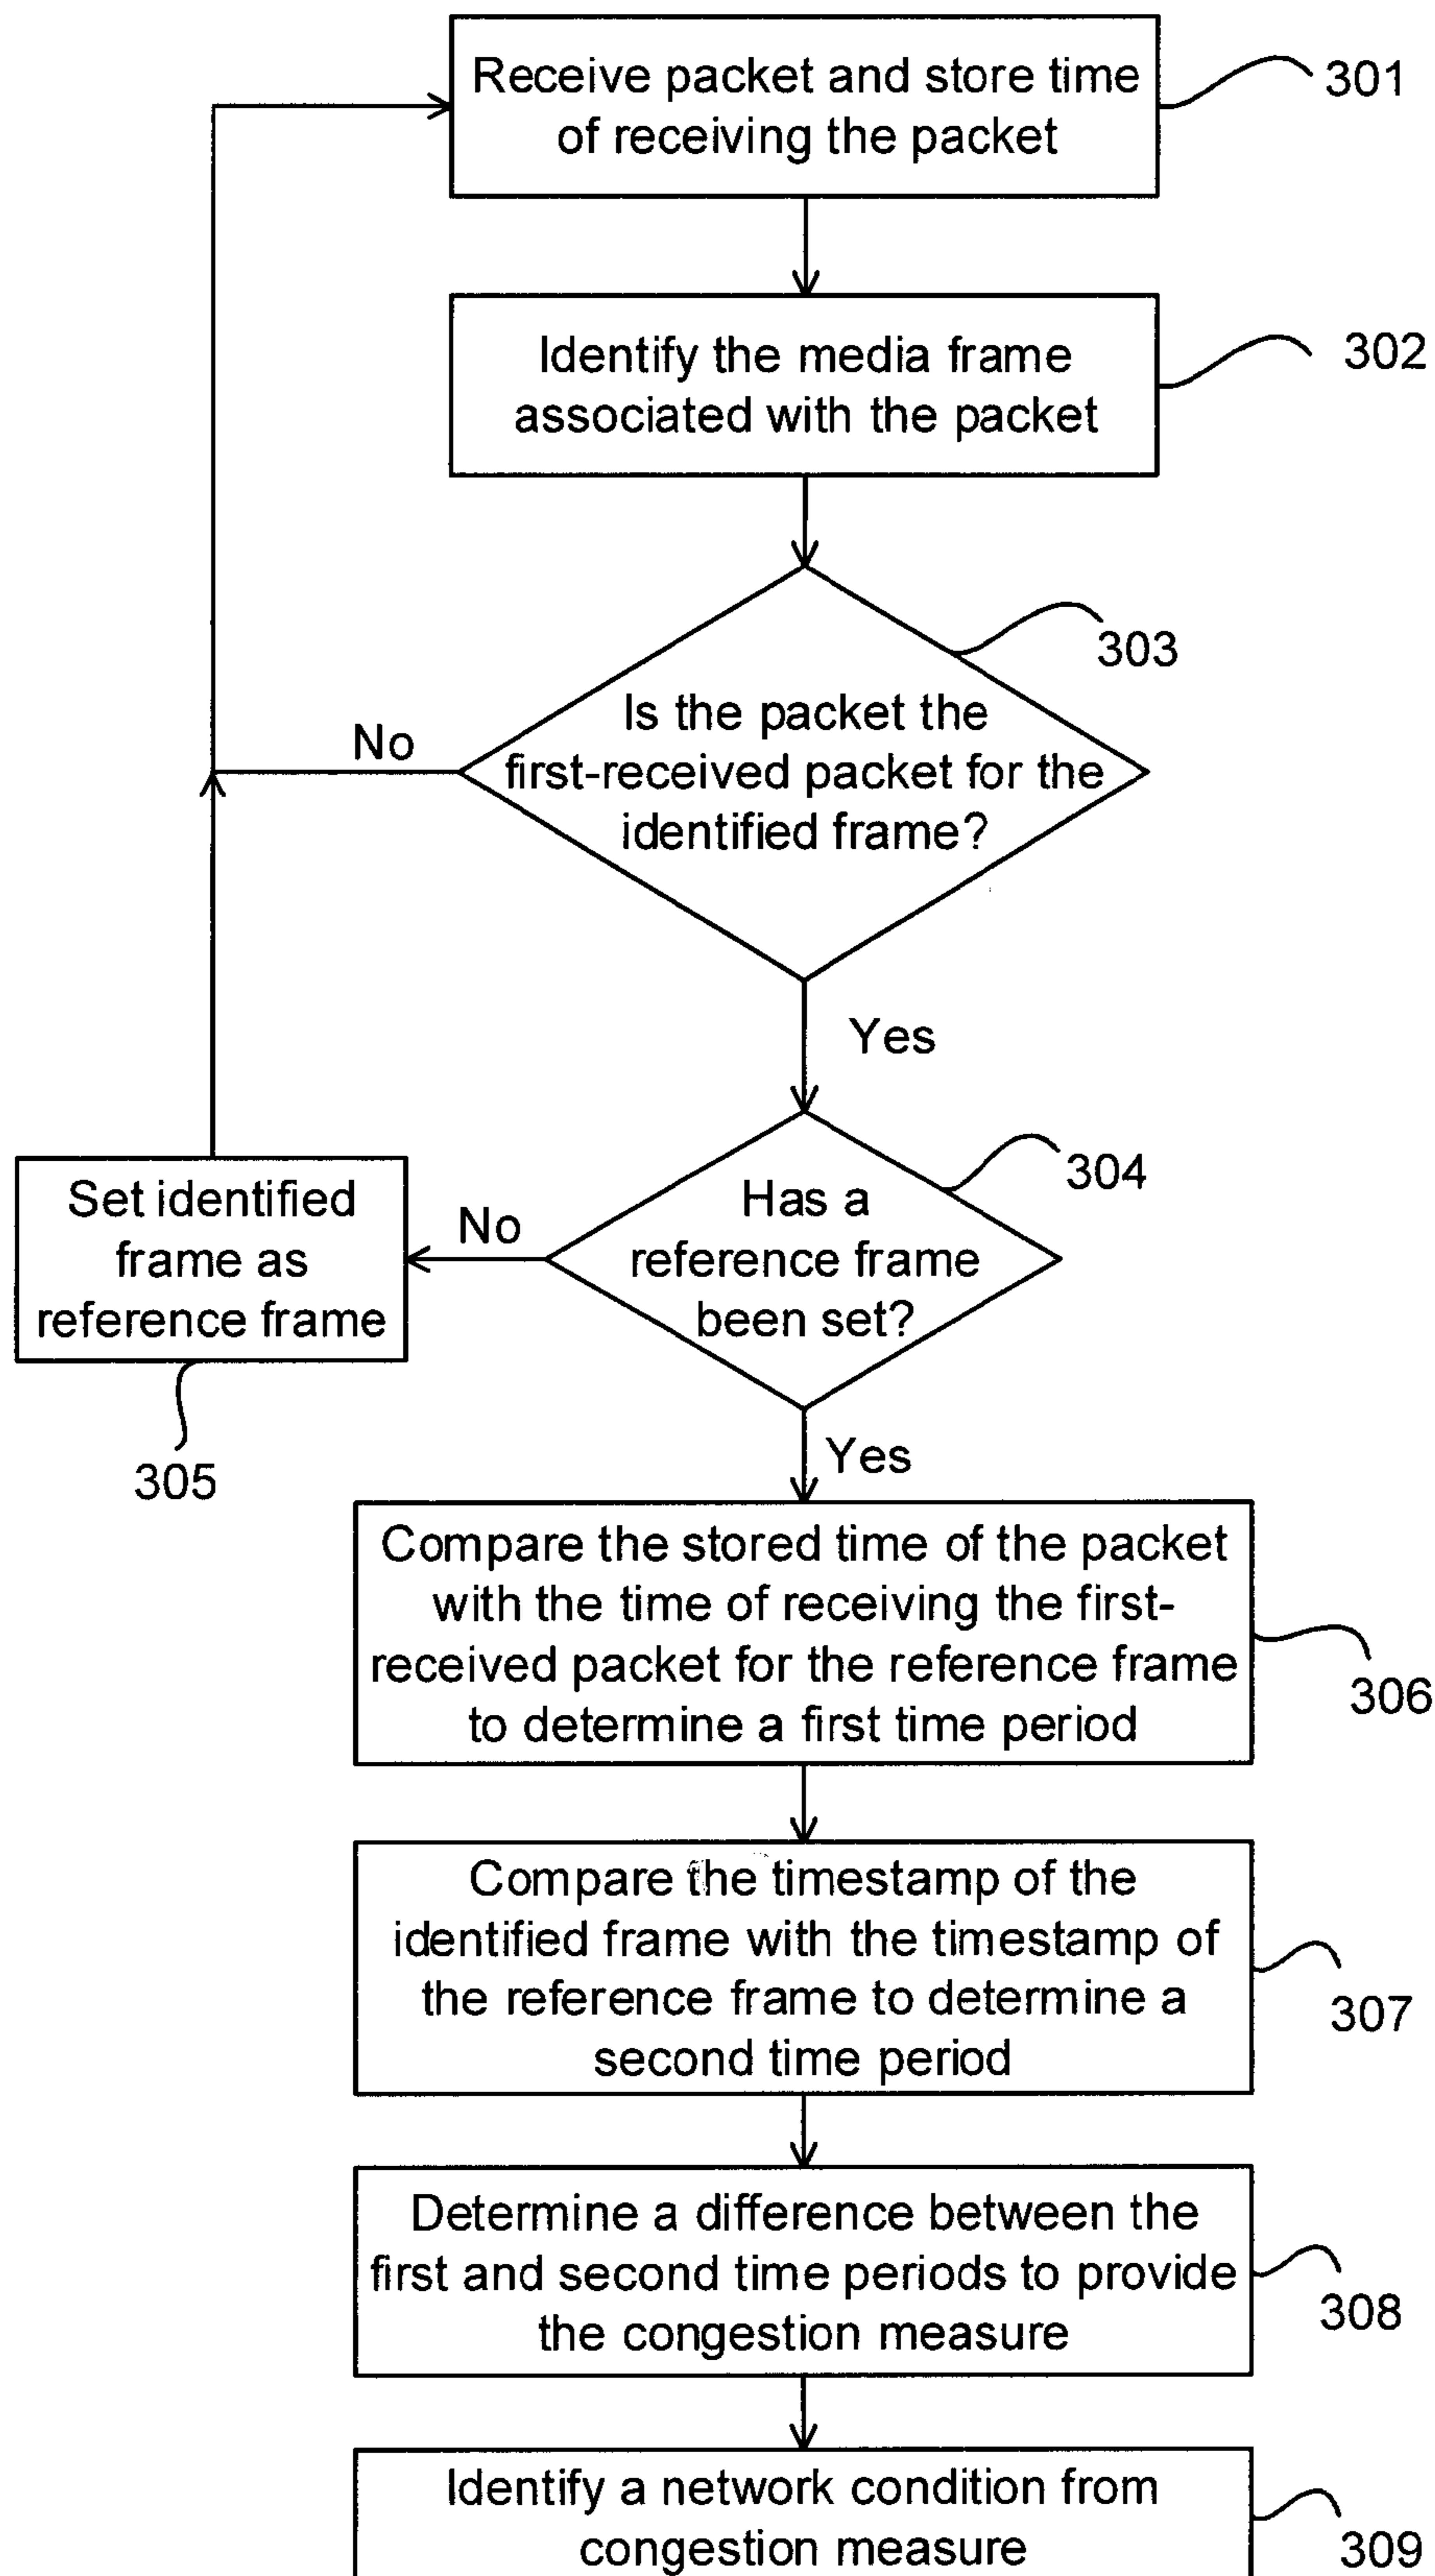 Receive packet and store time
of receiving the packet
301
Identify the media frame
associated with the packet
302
303
Is the packet the
first-received packet for the
identified frame?
No
Yes
304
Has a
reference frame
been set?
No
Set identified
frame as
reference frame
305
Yes
Compare the stored time of the packet
with the time of receiving the first-
received packet for the reference frame
to determine a first time period
306
Compare the timestamp of the
identified frame with the timestamp of
the reference frame to determine a
second time period
307
Determine a difference between the
first and second time periods to provide
the congestion measure
308
Identify a network condition from
congestion measure
309